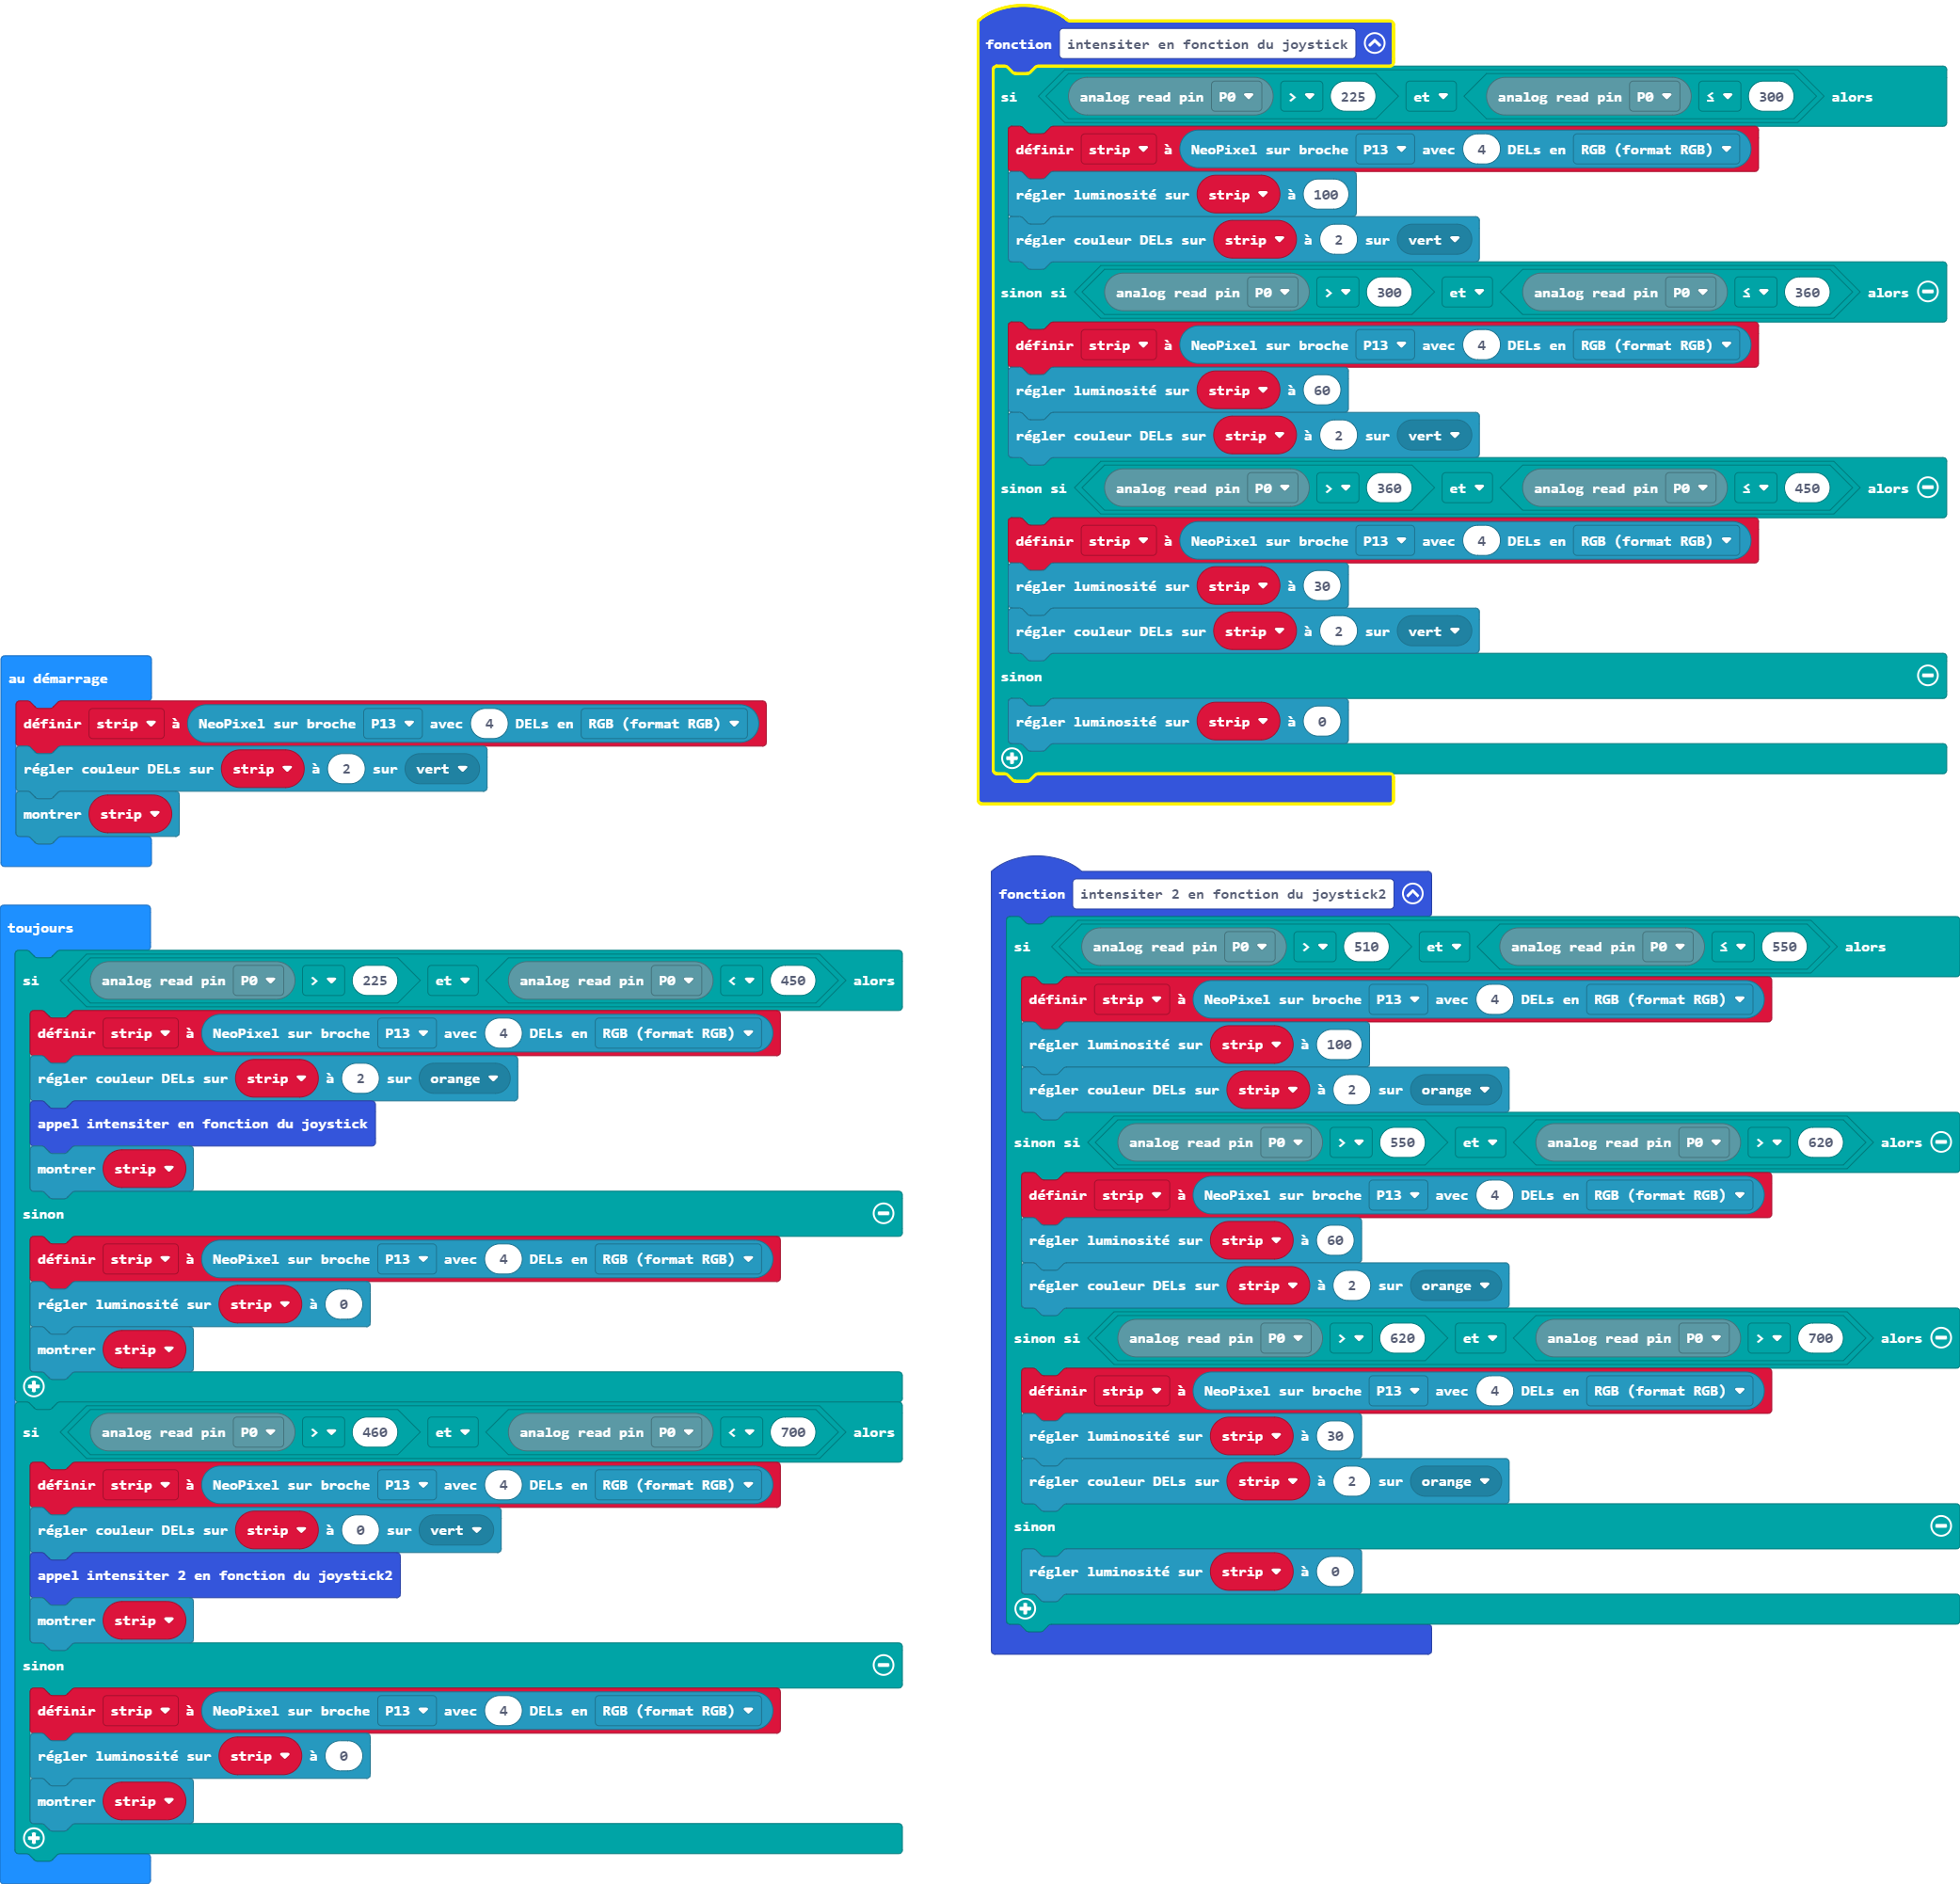 au démarrage
définir strip à NeoPixel sur broche P13 avec 4 DELs en RGB (format RGB)
régler couleur DELs sur strip à 2 sur vert
montrer strip
toujours
si analog read pin P0 > 225 et analog read pin P0 < 450 alors
définir strip à NeoPixel sur broche P13 avec 4 DELs en RGB (format RGB)
régler couleur DELs sur strip à 2 sur orange
appel intensiter en fonction du joystick
montrer strip
sinon
définir strip à NeoPixel sur broche P13 avec 4 DELs en RGB (format RGB)
régler luminosité sur strip à 0
montrer strip
si analog read pin P0 > 460 et analog read pin P0 < 700 alors
définir strip à NeoPixel sur broche P13 avec 4 DELs en RGB (format RGB)
régler couleur DELs sur strip à 0 sur vert
appel intensiter 2 en fonction du joystick2
montrer strip
sinon
définir strip à NeoPixel sur broche P13 avec 4 DELs en RGB (format RGB)
régler luminosité sur strip à 0
montrer strip
fonction intensiter en fonction du joystick
si analog read pin P0 > 225 et analog read pin P0 ≤ 300 alors
définir strip à NeoPixel sur broche P13 avec 4 DELs en RGB (format RGB)
régler luminosité sur strip à 100
régler couleur DELs sur strip à 2 sur vert
sinon si analog read pin P0 > 300 et analog read pin P0 ≤ 360 alors
définir strip à NeoPixel sur broche P13 avec 4 DELs en RGB (format RGB)
régler luminosité sur strip à 60
régler couleur DELs sur strip à 2 sur vert
sinon si analog read pin P0 > 360 et analog read pin P0 ≤ 450 alors
définir strip à NeoPixel sur broche P13 avec 4 DELs en RGB (format RGB)
régler luminosité sur strip à 30
régler couleur DELs sur strip à 2 sur vert
sinon
régler luminosité sur strip à 0
fonction intensiter 2 en fonction du joystick2
si analog read pin P0 > 510 et analog read pin P0 ≤ 550 alors
définir strip à NeoPixel sur broche P13 avec 4 DELs en RGB (format RGB)
régler luminosité sur strip à 100
régler couleur DELs sur strip à 2 sur orange
sinon si analog read pin P0 > 550 et analog read pin P0 > 620 alors
définir strip à NeoPixel sur broche P13 avec 4 DELs en RGB (format RGB)
régler luminosité sur strip à 60
régler couleur DELs sur strip à 2 sur orange
sinon si analog read pin P0 > 620 et analog read pin P0 > 700 alors
définir strip à NeoPixel sur broche P13 avec 4 DELs en RGB (format RGB)
régler luminosité sur strip à 30
régler couleur DELs sur strip à 2 sur orange
sinon
régler luminosité sur strip à 0